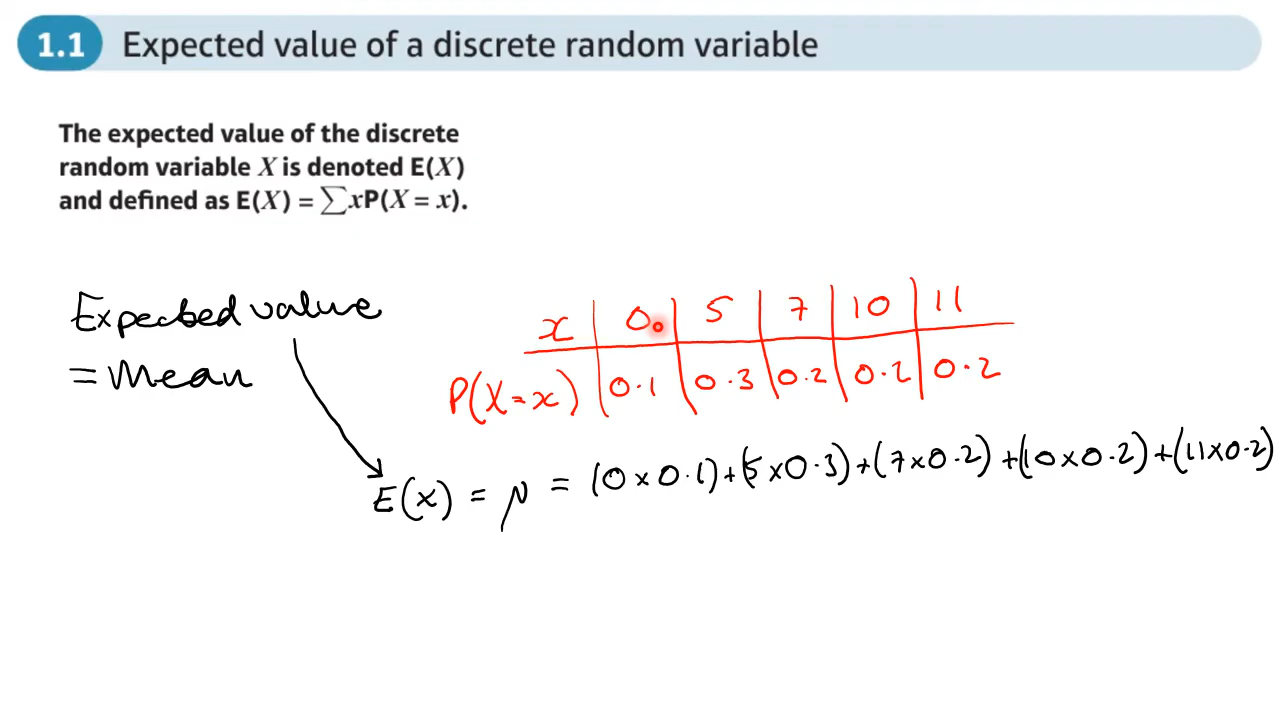 1.1 Expected value of a discrete random variable
The expected value of the discrete
random variable X is denoted E(X)
and defined as E(X) = ∑xP(X = x).
Expected value
= Mean
x | 0 | 5 | 7 | 10 | 11
P(X=x) | 0.1 | 0.3 | 0.2 | 0.2 | 0.2
E(x) = μ = (0 × 0.1) + (5 × 0.3) + (7 × 0.2) + (10 × 0.2) + (11 × 0.2)